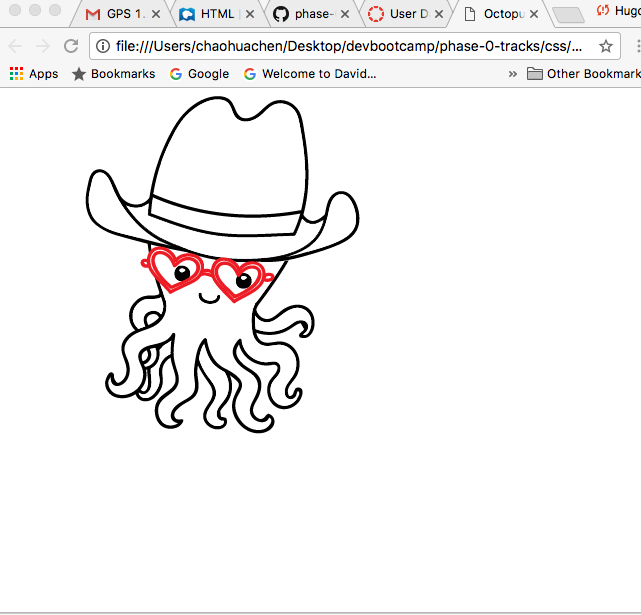 GPS 1. HTML phase- User D Octopu Hugo
file:///Users/chaohuachen/Desktop/devbootcamp/phase-0-tracks/css/...
Apps Bookmarks Google Welcome to David... » Other Bookmark